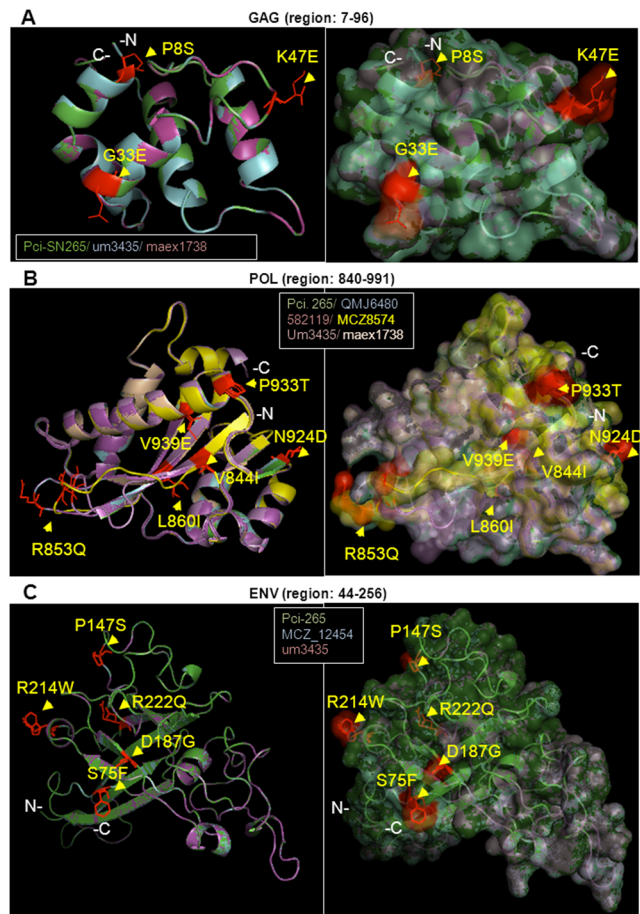 A GAG (region: 7-96)
-N
C-
P8S
K47E
G33E
Pci-SN265/ um3435/ maex1738
-N
C-
P8S
K47E
G33E
B POL (region: 840-991)
Pci. 265/ QMJ6480
582119/ MCZ8574
Um3435/ maex1738
-C
P933T
-N
N924D
V939E
V844I
L860I
R853Q
-C
P933T
-N
N924D
V939E
V844I
L860I
R853Q
C ENV (region: 44-256)
Pci-265
MCZ_12454
um3435
P147S
R214W
R222Q
D187G
S75F
N-
-C
P147S
R214W
R222Q
D187G
S75F
N-
-C